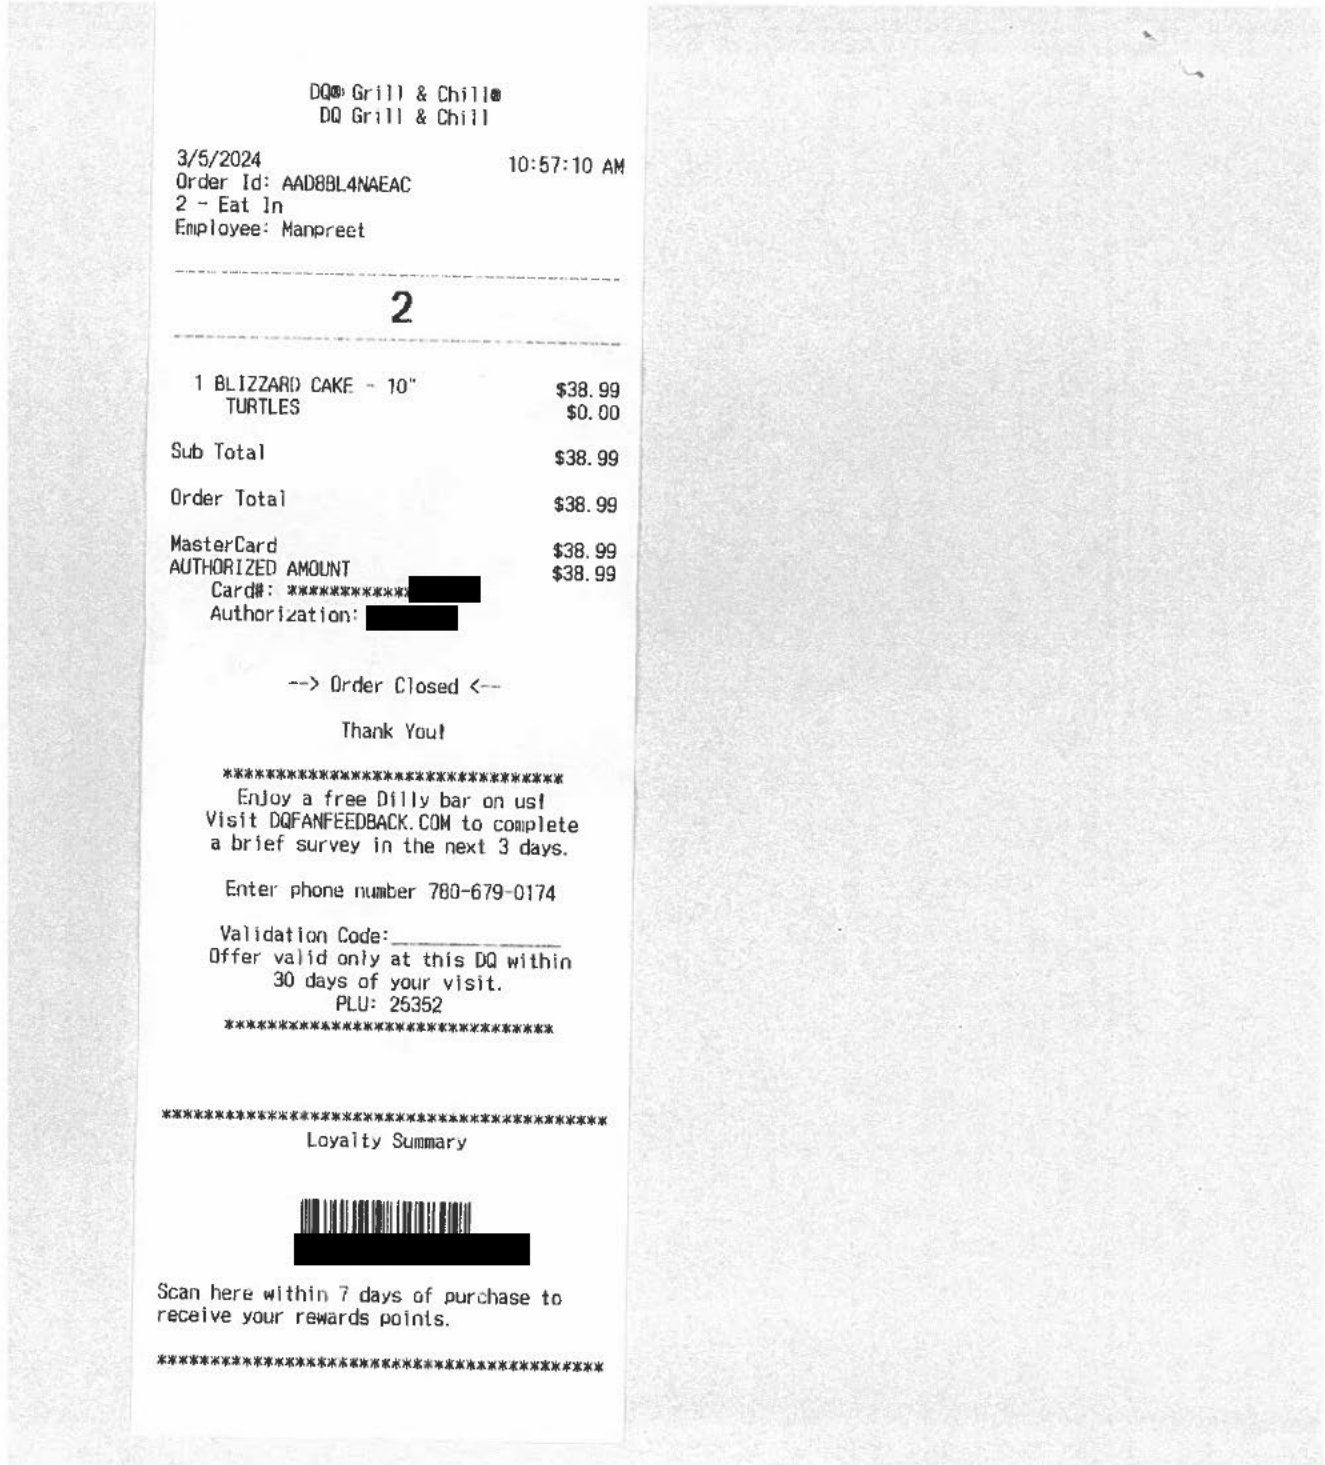 DQ® Grill & Chill®
DQ Grill & Chill
3/5/2024 10:57:10 AM
Order Id: AAD8BL4NAEAC
2 - Eat In
Employee: Manpreet
2
1 BLIZZARD CAKE - 10" $38.99
TURTLES $0.00
Sub Total $38.99
Order Total $38.99
MasterCard $38.99
AUTHORIZED AMOUNT $38.99
Card#: ************
Authorization:
--> Order Closed <--
Thank You!
********************************
Enjoy a free Dilly bar on us!
Visit DQFANFEEDBACK.COM to complete
a brief survey in the next 3 days.
Enter phone number 780-679-0174
Validation Code:________________
Offer valid only at this DQ within
30 days of your visit.
PLU: 25352
*******************************
******************************************
Loyalty Summary
Scan here within 7 days of purchase to
receive your rewards points.
******************************************